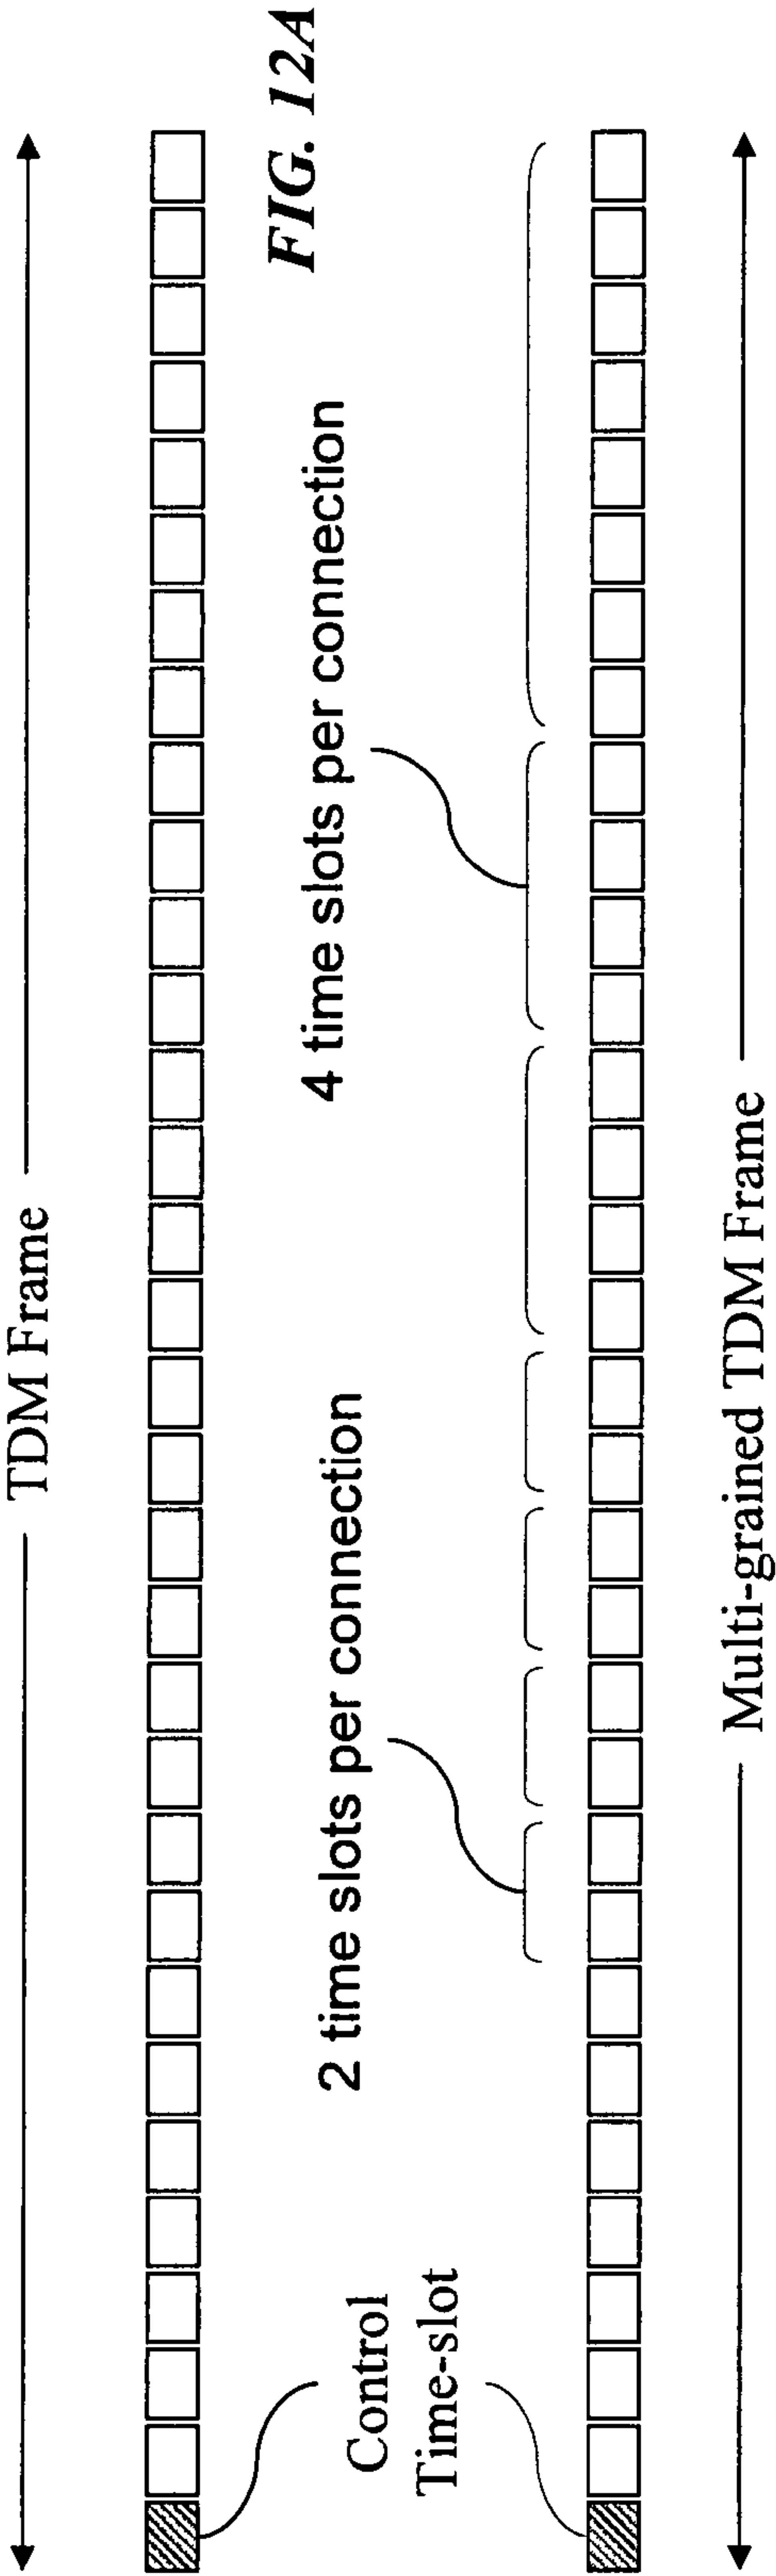 TDM Frame
FIG. 12A
Control
Time-slot
2 time slots per connection
4 time slots per connection
Multi-grained TDM Frame